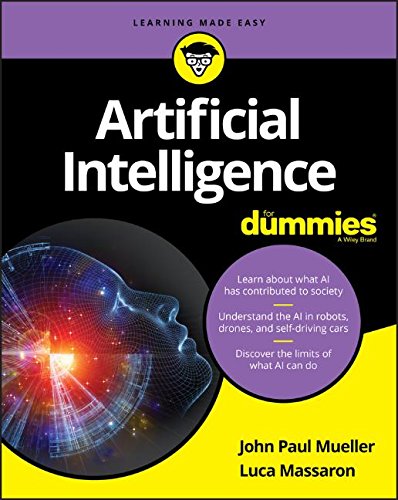 LEARNING MADE EASY
Artificial
Intelligence
for
dummies®
A Wiley Brand
Learn about what AI
has contributed to society
Understand the AI in robots,
drones, and self-driving cars
Discover the limits of
what AI can do
John Paul Mueller
Luca Massaron